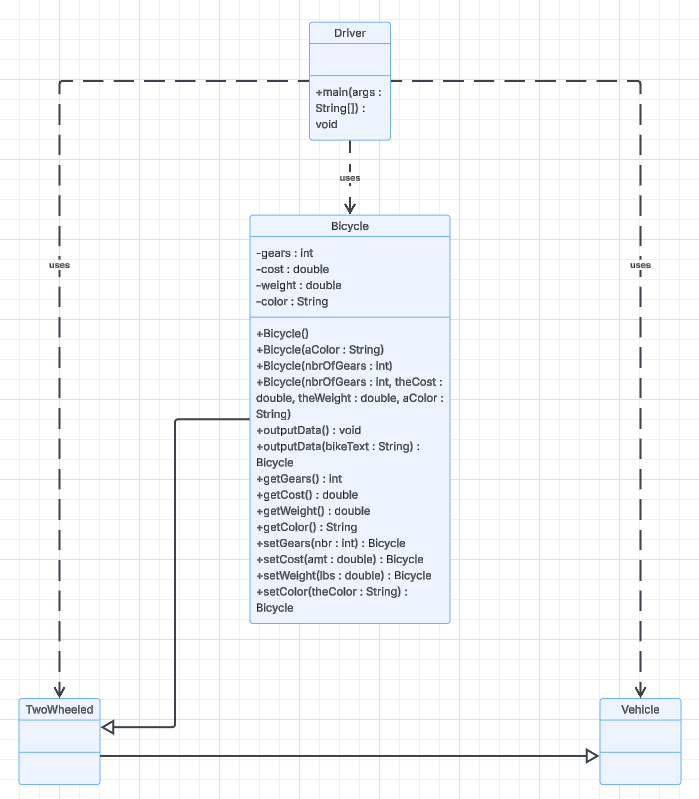 Driver
+main(args :
String[]) :
void
uses
Bicycle
-gears : int
-cost : double
-weight : double
-color : String
uses
uses
+Bicycle()
+Bicycle(aColor : String)
+Bicycle(nbrOfGears : int)
+Bicycle(nbrOfGears : int, theCost :
double, theWeight : double, aColor :
String)
+outputData() : void
+outputData(bikeText : String) :
Bicycle
+getGears() : int
+getCost() : double
+getWeight() : double
+getColor() : String
+setGears(nbr : int) : Bicycle
+setCost(amt : double) : Bicycle
+setWeight(lbs : double) : Bicycle
+setColor(theColor : String) :
Bicycle
TwoWheeled
Vehicle